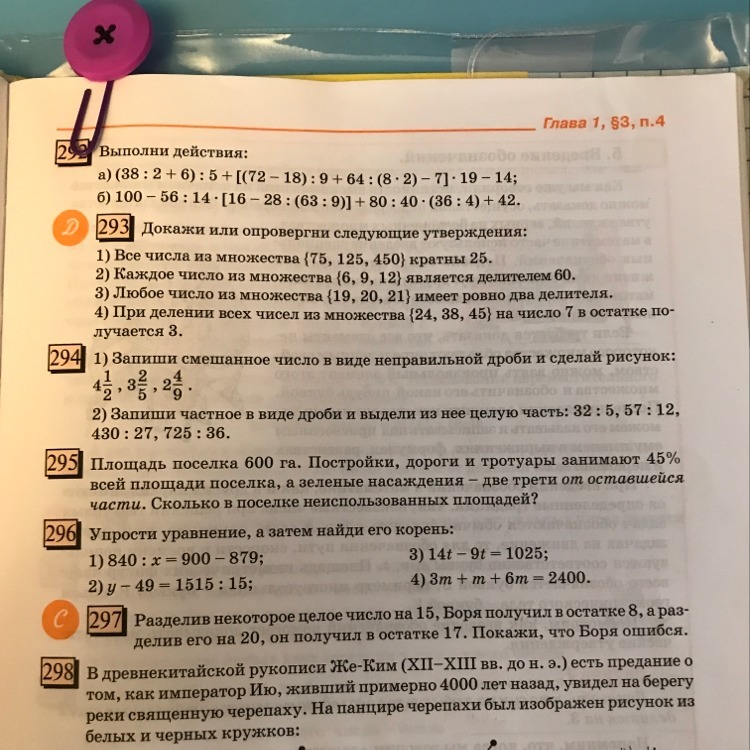 Глава 1, §3, п.4
292 Выполни действия:
а) (38 : 2 + 6) : 5 + [(72 – 18) : 9 + 64 : (8 · 2) – 7] · 19 – 14;
б) 100 – 56 : 14 · [16 – 28 : (63 : 9)] + 80 : 40 · (36 : 4) + 42.
D 293 Докажи или опровергни следующие утверждения:
1) Все числа из множества {75, 125, 450} кратны 25.
2) Каждое число из множества {6, 9, 12} является делителем 60.
3) Любое число из множества {19, 20, 21} имеет ровно два делителя.
4) При делении всех чисел из множества {24, 38, 45} на число 7 в остатке по-
лучается 3.
294 1) Запиши смешанное число в виде неправильной дроби и сделай рисунок:
4 1/2, 3 2/5, 2 4/9.
2) Запиши частное в виде дроби и выдели из нее целую часть: 32 : 5, 57 : 12,
430 : 27, 725 : 36.
295 Площадь поселка 600 га. Постройки, дороги и тротуары занимают 45%
всей площади поселка, а зеленые насаждения – две трети от оставшейся
части. Сколько в поселке неиспользованных площадей?
296 Упрости уравнение, а затем найди его корень:
1) 840 : x = 900 – 879; 3) 14t – 9t = 1025;
2) y – 49 = 1515 : 15; 4) 3m + m + 6m = 2400.
C 297 Разделив некоторое целое число на 15, Боря получил в остатке 8, а раз-
делив его на 20, он получил в остатке 17. Покажи, что Боря ошибся.
298 В древнекитайской рукописи Же-Ким (XII–XIII вв. до н. э.) есть предание о
том, как император Ию, живший примерно 4000 лет назад, увидел на берегу
реки священную черепаху. На панцире черепахи был изображен рисунок из
белых и черных кружков: